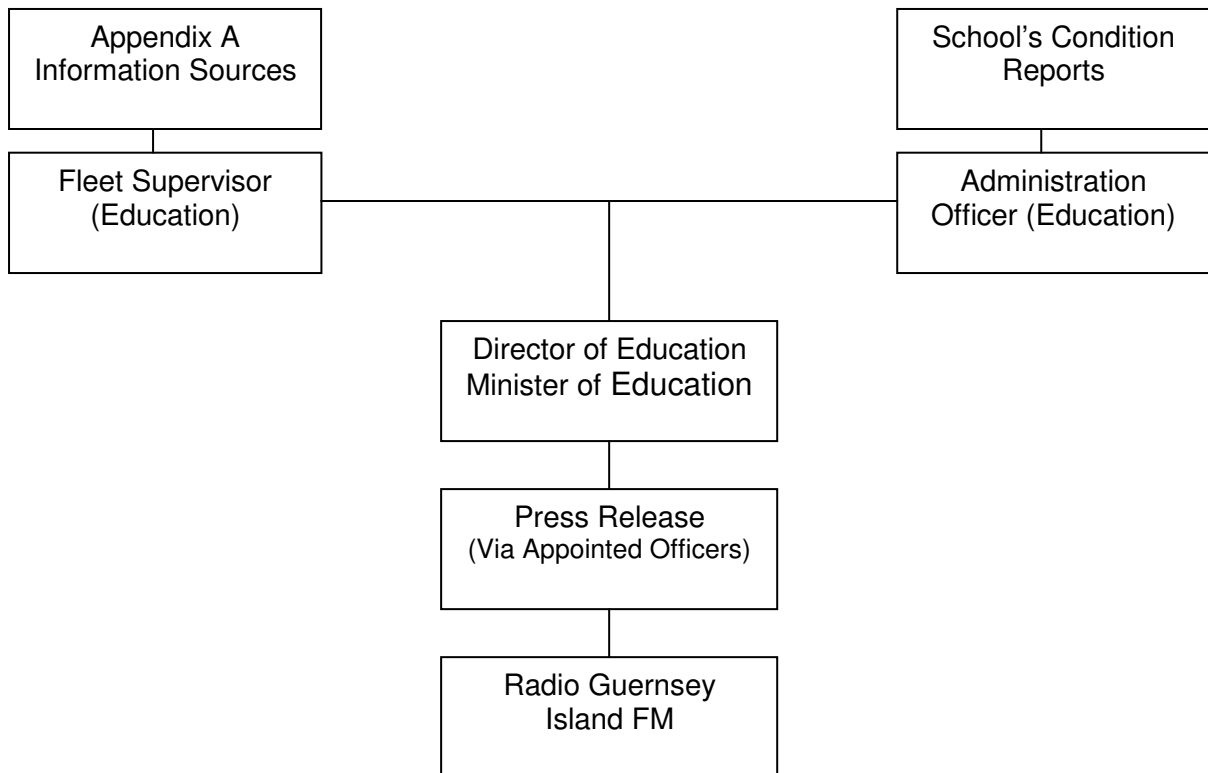 Appendix A
Information Sources
School’s Condition
Reports
Fleet Supervisor
(Education)
Administration
Officer (Education)
Director of Education
Minister of Education
Press Release
(Via Appointed Officers)
Radio Guernsey
Island FM